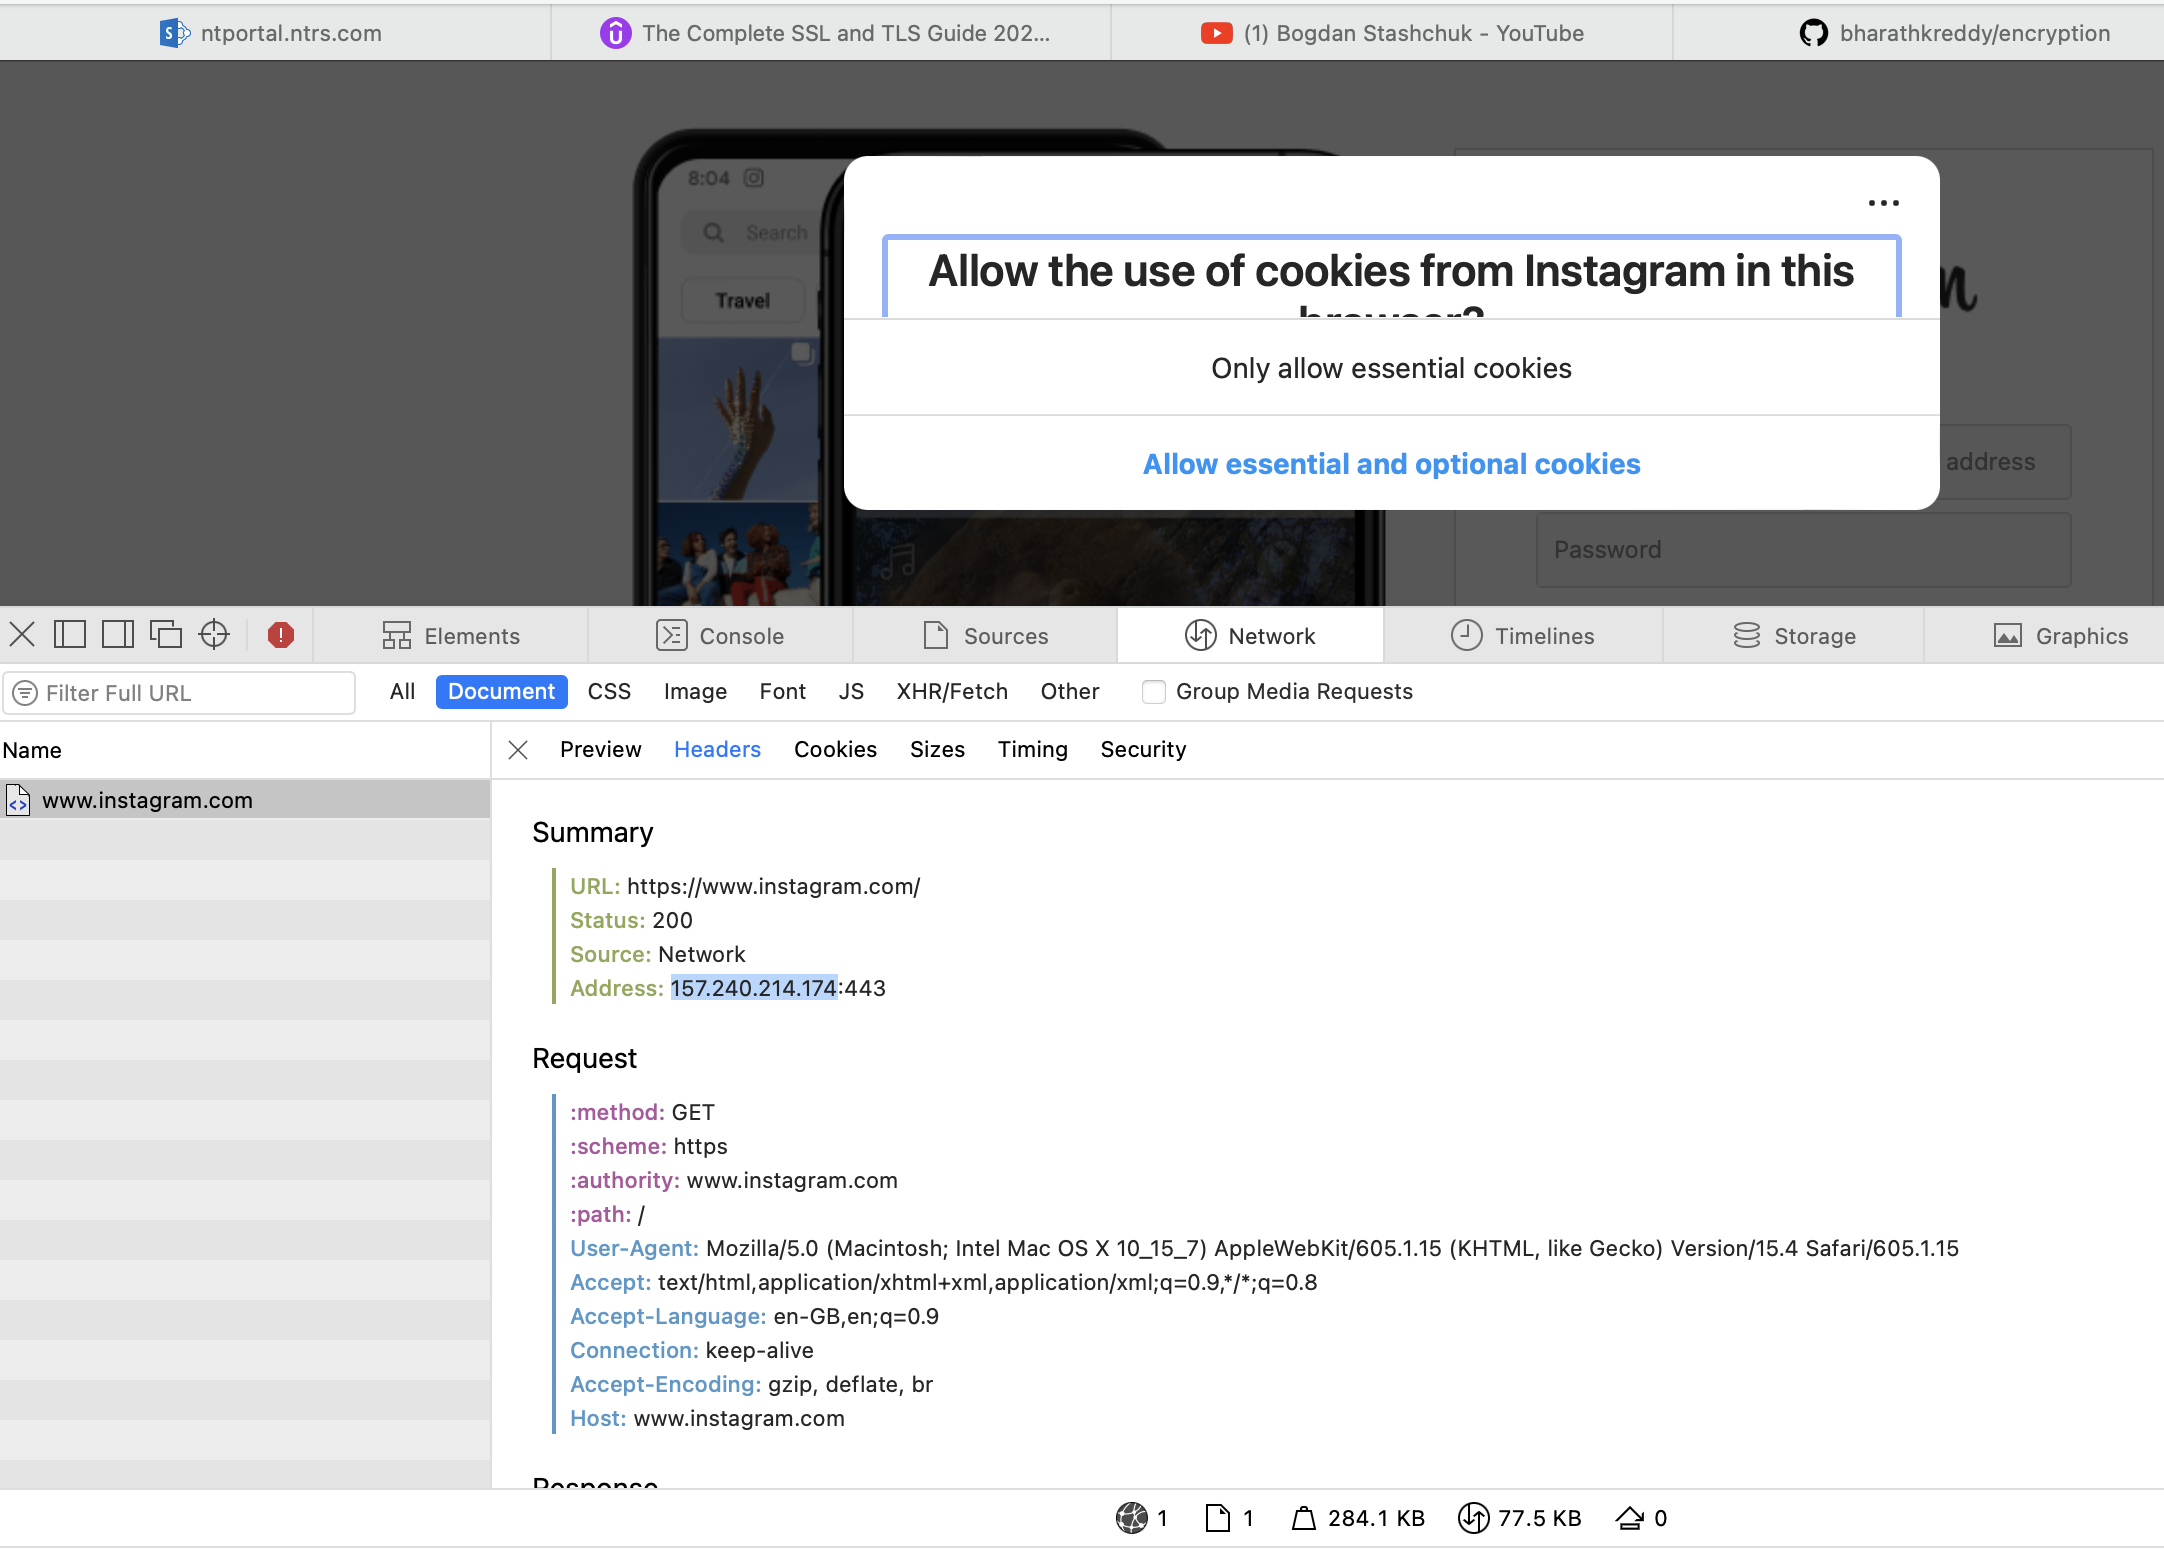 ntportal.ntrs.com
The Complete SSL and TLS Guide 202...
(1) Bogdan Stashchuk - YouTube
bharathkreddy/encryption
8:04
Search
Travel
...
Allow the use of cookies from Instagram in this
browser?
Only allow essential cookies
Allow essential and optional cookies
address
Password
Elements
Console
Sources
Network
Timelines
Storage
Graphics
Filter Full URL
All Document CSS Image Font JS XHR/Fetch Other Group Media Requests
Name
Preview Headers Cookies Sizes Timing Security
www.instagram.com
Summary
URL: https://www.instagram.com/
Status: 200
Source: Network
Address: 157.240.214.174:443
Request
:method: GET
:scheme: https
:authority: www.instagram.com
:path: /
User-Agent: Mozilla/5.0 (Macintosh; Intel Mac OS X 10_15_7) AppleWebKit/605.1.15 (KHTML, like Gecko) Version/15.4 Safari/605.1.15
Accept: text/html,application/xhtml+xml,application/xml;q=0.9,*/*;q=0.8
Accept-Language: en-GB,en;q=0.9
Connection: keep-alive
Accept-Encoding: gzip, deflate, br
Host: www.instagram.com
Response
1 1 284.1 KB 77.5 KB 0